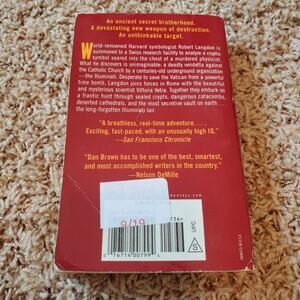 An ancient secret brotherhood.
A devastating new weapon of destruction.
An unthinkable target.
World-renowned Harvard symbologist Robert Langdon is
summoned to a Swiss research facility to analyze a cryptic
symbol seared into the chest of a murdered physicist.
What he discovers is unimaginable: a deadly vendetta against
the Catholic Church by a centuries-old underground organization
—the Illuminati. Desperate to save the Vatican from a powerful
time bomb, Langdon joins forces in Rome with the beautiful
and mysterious scientist Vittoria Vetra. Together they embark on
a frantic hunt through sealed crypts, dangerous catacombs,
deserted cathedrals, and the most secretive vault on earth . . .
the long-forgotten Illuminati lair.
"A breathless, real-time adventure. . . .
Exciting, fast-paced, with an unusually high IQ."
—San Francisco Chronicle
"Dan Brown has to be one of the best, smartest,
and most accomplished writers in the country."
—Nelson DeMille
9/19
S
UPC
0 76714 00799 4